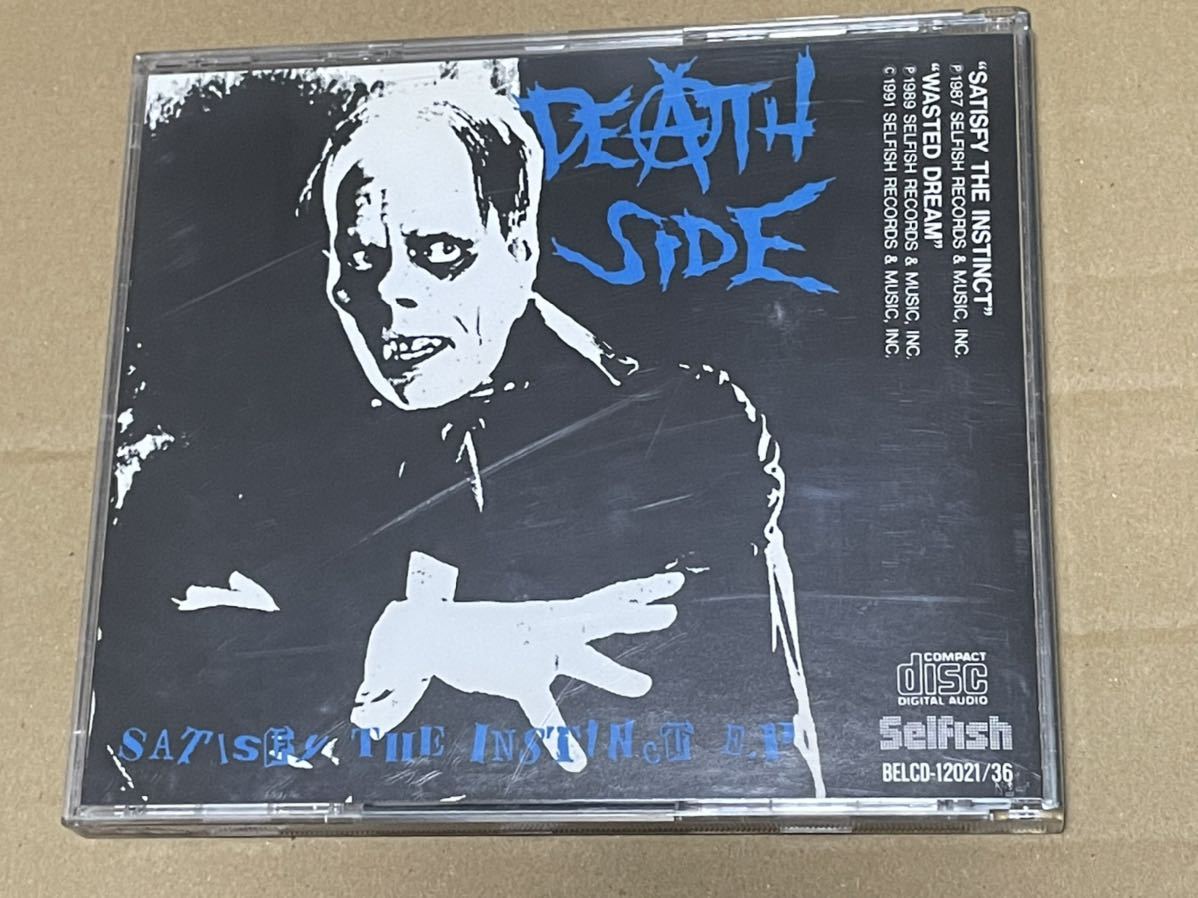 DEATH
SiDE
"SATISFY THE INSTINCT"
℗ 1987 SELFISH RECORDS & MUSIC, INC.
"WASTED DREAM"
℗ 1989 SELFISH RECORDS & MUSIC, INC.
© 1991 SELFISH RECORDS & MUSIC, INC.
SATISFY THE INSTINCT E.P
COMPACT
disc
DIGITAL AUDIO
Selfish
BELCD-12021/36